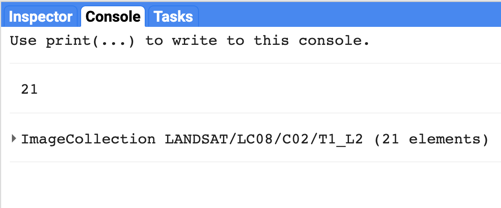 Inspector Console Tasks
Use print(...) to write to this console.
21
ImageCollection LANDSAT/LC08/C02/T1_L2 (21 elements)